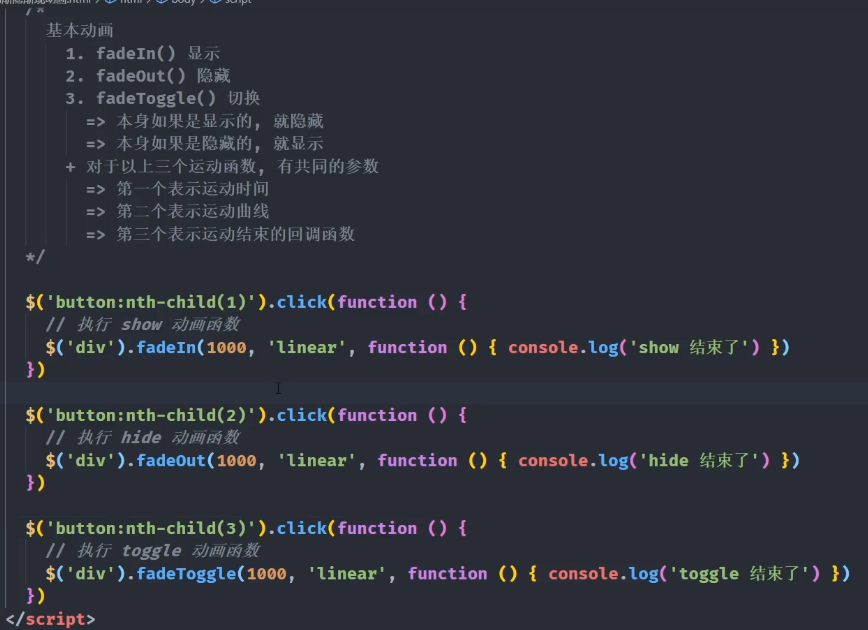 html > body > script
/*
基本动画
1. fadeIn() 显示
2. fadeOut() 隐藏
3. fadeToggle() 切换
=> 本身如果是显示的, 就隐藏
=> 本身如果是隐藏的, 就显示
+ 对于以上三个运动函数, 有共同的参数
=> 第一个表示运动时间
=> 第二个表示运动曲线
=> 第三个表示运动结束的回调函数
*/
$('button:nth-child(1)').click(function () {
// 执行 show 动画函数
$('div').fadeIn(1000, 'linear', function () { console.log('show 结束了') })
})
$('button:nth-child(2)').click(function () {
// 执行 hide 动画函数
$('div').fadeOut(1000, 'linear', function () { console.log('hide 结束了') })
})
$('button:nth-child(3)').click(function () {
// 执行 toggle 动画函数
$('div').fadeToggle(1000, 'linear', function () { console.log('toggle 结束了') })
})
</script>